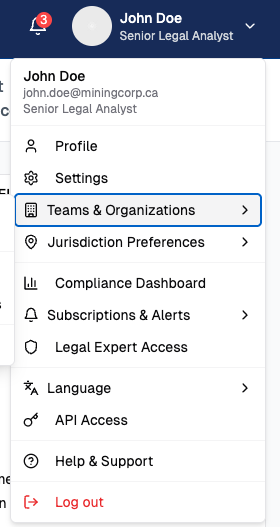 3
John Doe
Senior Legal Analyst
John Doe
john.doe@miningcorp.ca
Senior Legal Analyst
Profile
Settings
Teams & Organizations
Jurisdiction Preferences
Compliance Dashboard
Subscriptions & Alerts
Legal Expert Access
Language
API Access
Help & Support
Log out